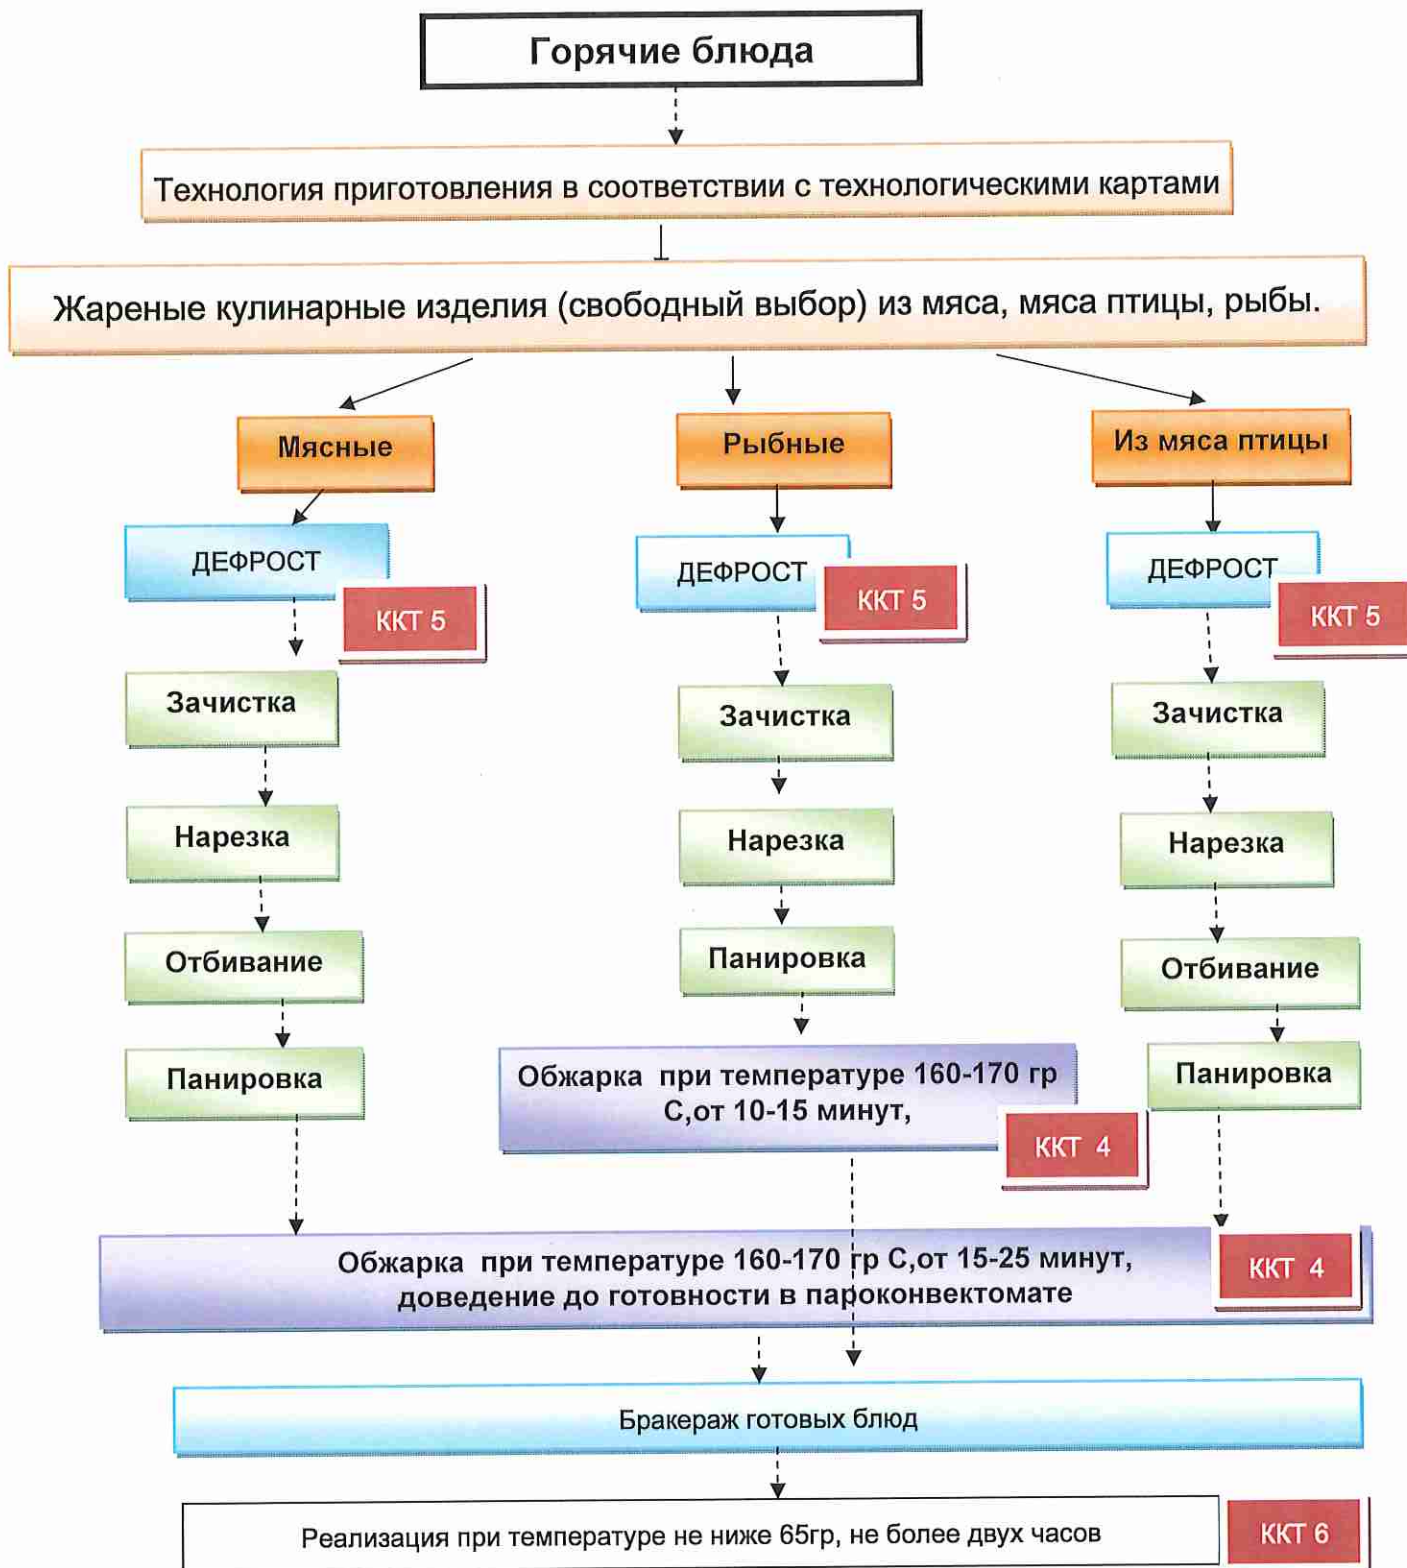 Горячие блюда
Технология приготовления в соответствии с технологическими картами
Жареные кулинарные изделия (свободный выбор) из мяса, мяса птицы, рыбы.
Мясные
Рыбные
Из мяса птицы
ДЕФРОСТ
ККТ 5
ДЕФРОСТ
ККТ 5
ДЕФРОСТ
ККТ 5
Зачистка
Зачистка
Зачистка
Нарезка
Нарезка
Нарезка
Отбивание
Панировка
Отбивание
Панировка
Обжарка при температуре 160-170 гр
С,от 10-15 минут,
ККТ 4
Панировка
Обжарка при температуре 160-170 гр С,от 15-25 минут,
доведение до готовности в пароконвектомате
ККТ 4
Бракераж готовых блюд
Реализация при температуре не ниже 65гр, не более двух часов
ККТ 6